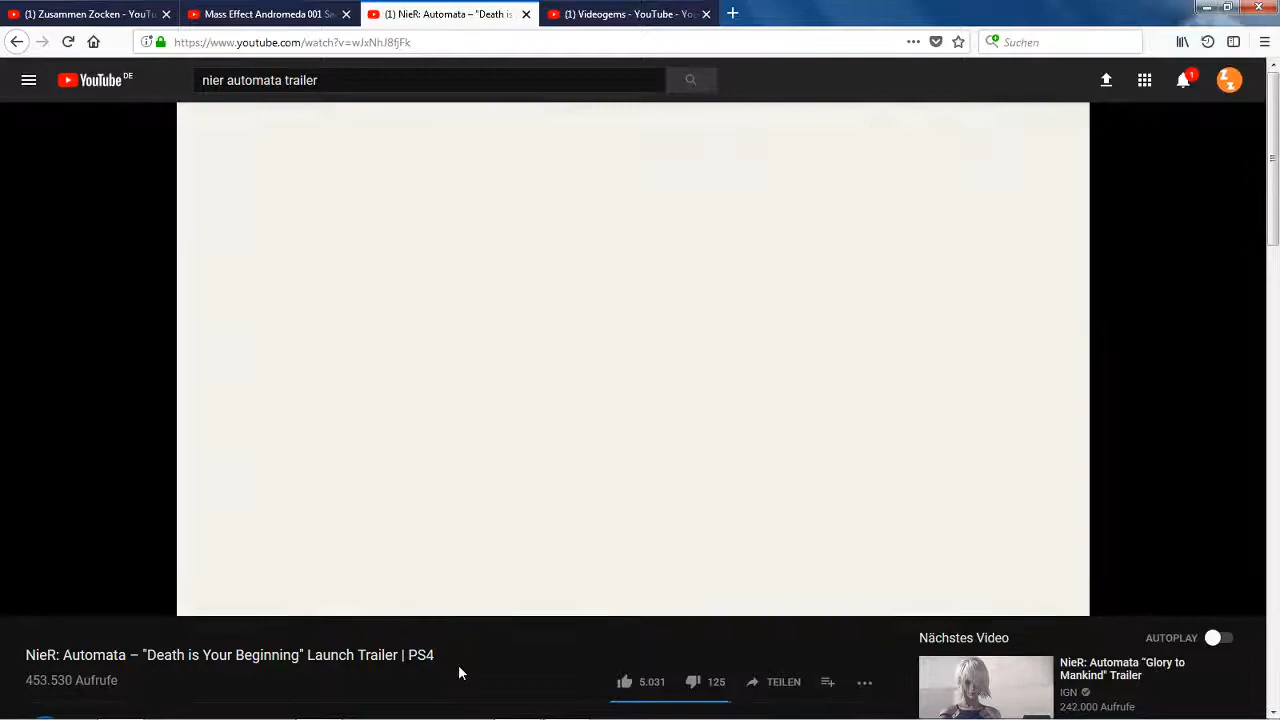 (1) Zusammen Zocken - YouTu
Mass Effect Andromeda 001 Sa
(1) NieR: Automata – "Death is
(1) Videogems - YouTube - Yo
https://www.youtube.com/watch?v=wJxNhJ8fjFk
Suchen
YouTube DE
nier automata trailer
1
NieR: Automata – "Death is Your Beginning" Launch Trailer | PS4
453.530 Aufrufe
5.031
125
TEILEN
Nächstes Video
AUTOPLAY
NieR: Automata "Glory to
Mankind" Trailer
IGN
242.000 Aufrufe